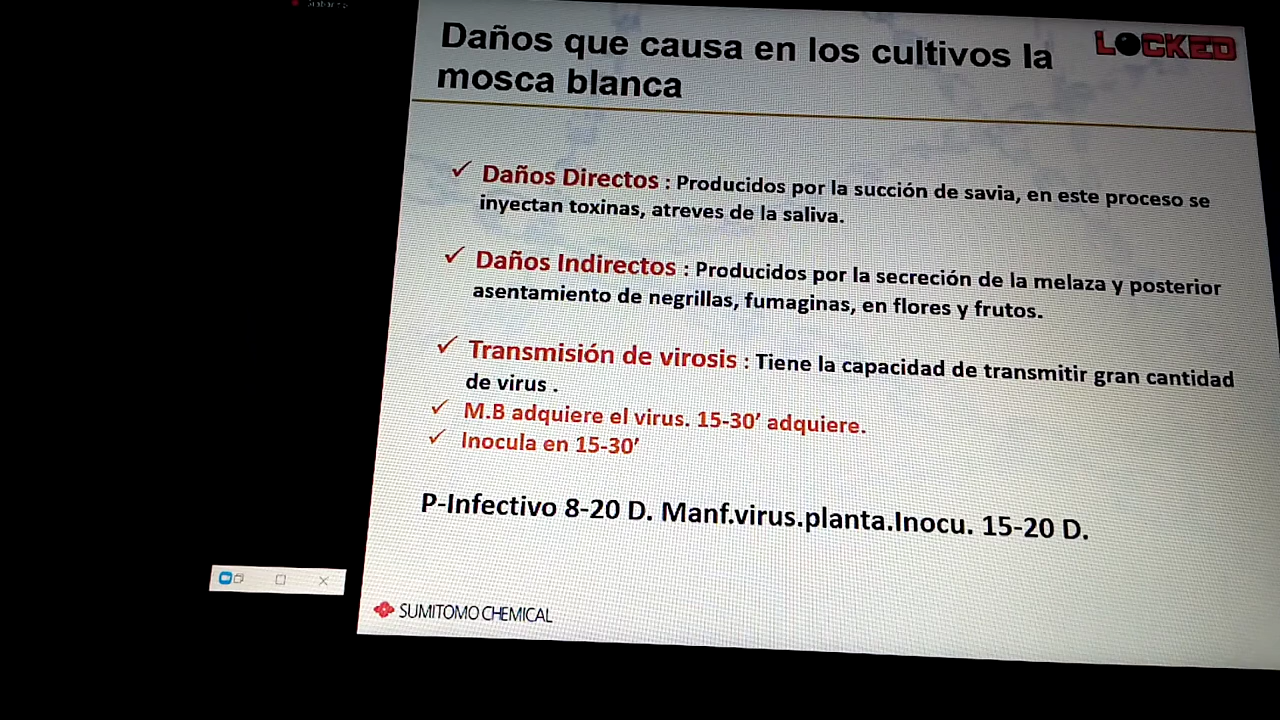 Daños que causa en los cultivos la
mosca blanca
LOCKED
✓ Daños Directos : Producidos por la succión de savia, en este proceso se
inyectan toxinas, atreves de la saliva.
✓ Daños Indirectos : Producidos por la secreción de la melaza y posterior
asentamiento de negrillas, fumaginas, en flores y frutos.
✓ Transmisión de virosis : Tiene la capacidad de transmitir gran cantidad
de virus .
✓ M.B adquiere el virus. 15-30’ adquiere.
✓ Inocula en 15-30’
P-Infectivo 8-20 D. Manf.virus.planta.Inocu. 15-20 D.
SUMITOMO CHEMICAL